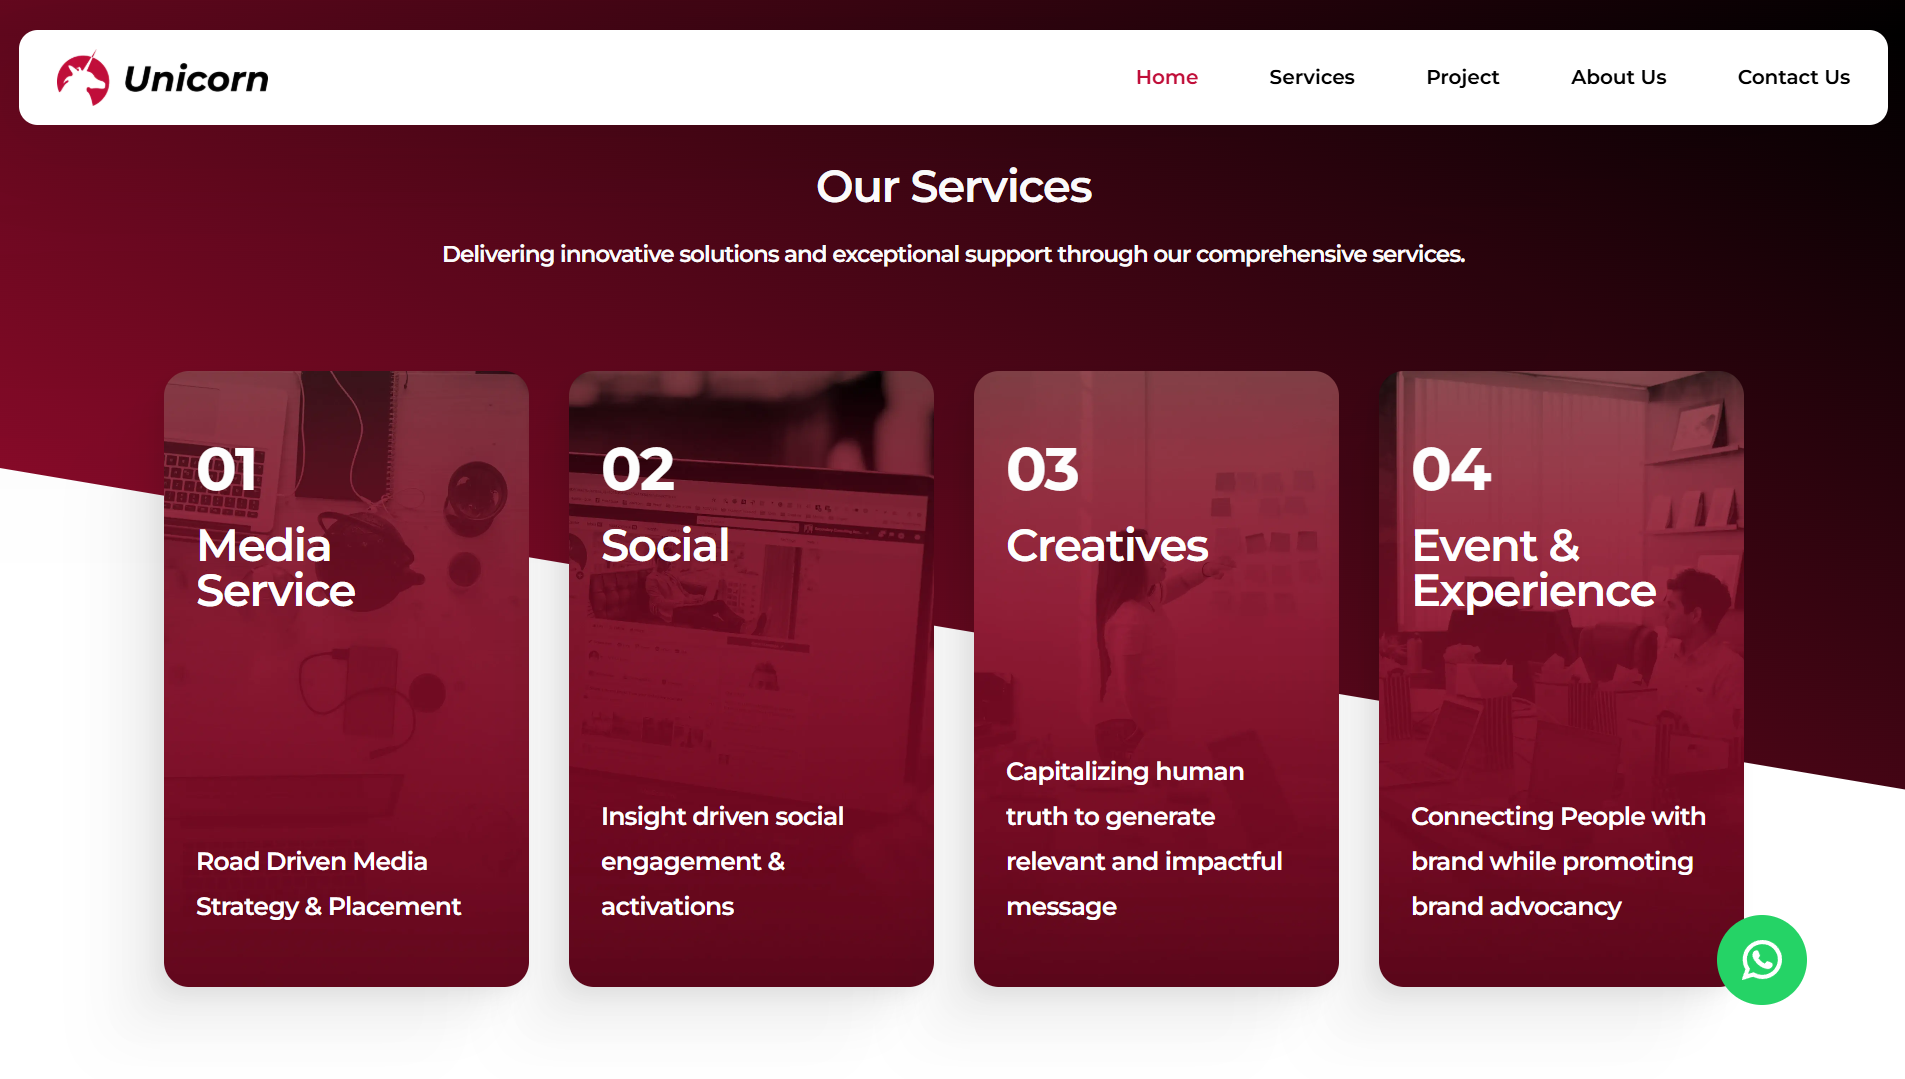 Unicorn
Home Services Project About Us Contact Us
Our Services
Delivering innovative solutions and exceptional support through our comprehensive services.
01
Media
Service
Road Driven Media
Strategy & Placement
02
Social
Insight driven social
engagement &
activations
03
Creatives
Capitalizing human
truth to generate
relevant and impactful
message
04
Event &
Experience
Connecting People with
brand while promoting
brand advocancy